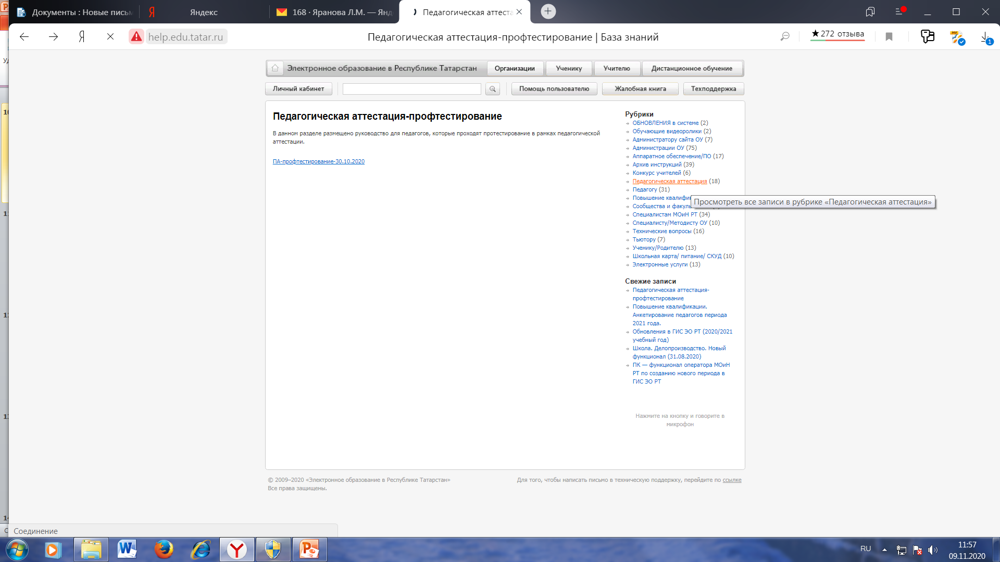 Документы : Новые письм
Яндекс
168 · Яранова Л.М. — Янд
Педагогическая аттеста
help.edu.tatar.ru
Педагогическая аттестация-профтестирование | База знаний
★272 отзыва
1
Электронное образование в Республике Татарстан
Организации
Ученику
Учителю
Дистанционное обучение
Личный кабинет
Помощь пользователю
Жалобная книга
Техподдержка
Педагогическая аттестация-профтестирование
В данном разделе размещено руководство для педагогов, которые проходят протестирование в рамках педагогической
аттестации.
ПА-профтестирование-30.10.2020
Рубрики
ОБНОВЛЕНИЯ в системе (2)
Обучающие видеоролики (2)
Администратору сайта ОУ (7)
Администрации ОУ (75)
Аппаратное обеспечение/ПО (17)
Архив инструкций (39)
Конкурс учителей (6)
Педагогическая аттестация (18)
Педагогу (31)
Повышение квалифи
Просмотреть все записи в рубрике «Педагогическая аттестация»
Сообщества и факул
Специалистам МОиН РТ (34)
Специалисту/Методисту ОУ (10)
Технические вопросы (16)
Тьютору (7)
Ученику/Родителю (13)
Школьная карта/ питание/ СКУД (10)
Электронные услуги (13)
Свежие записи
Педагогическая аттестация-
профтестирование
Повышение квалификации.
Анкетирование педагогов периода
2021 года.
Обновления в ГИС ЭО РТ (2020/2021
учебный год)
Школа. Делопроизводство. Новый
функционал (31.08.2020)
ПК — функционал оператора МОиН
РТ по созданию нового периода в
ГИС ЭО РТ
Нажмите на кнопку и говорите в
микрофон
© 2009–2020 «Электронное образование в Республике Татарстан»
Все права защищены.
Для того, чтобы написать письмо в техническую поддержку, перейдите по ссылке
Соединение
RU
11:57
09.11.2020